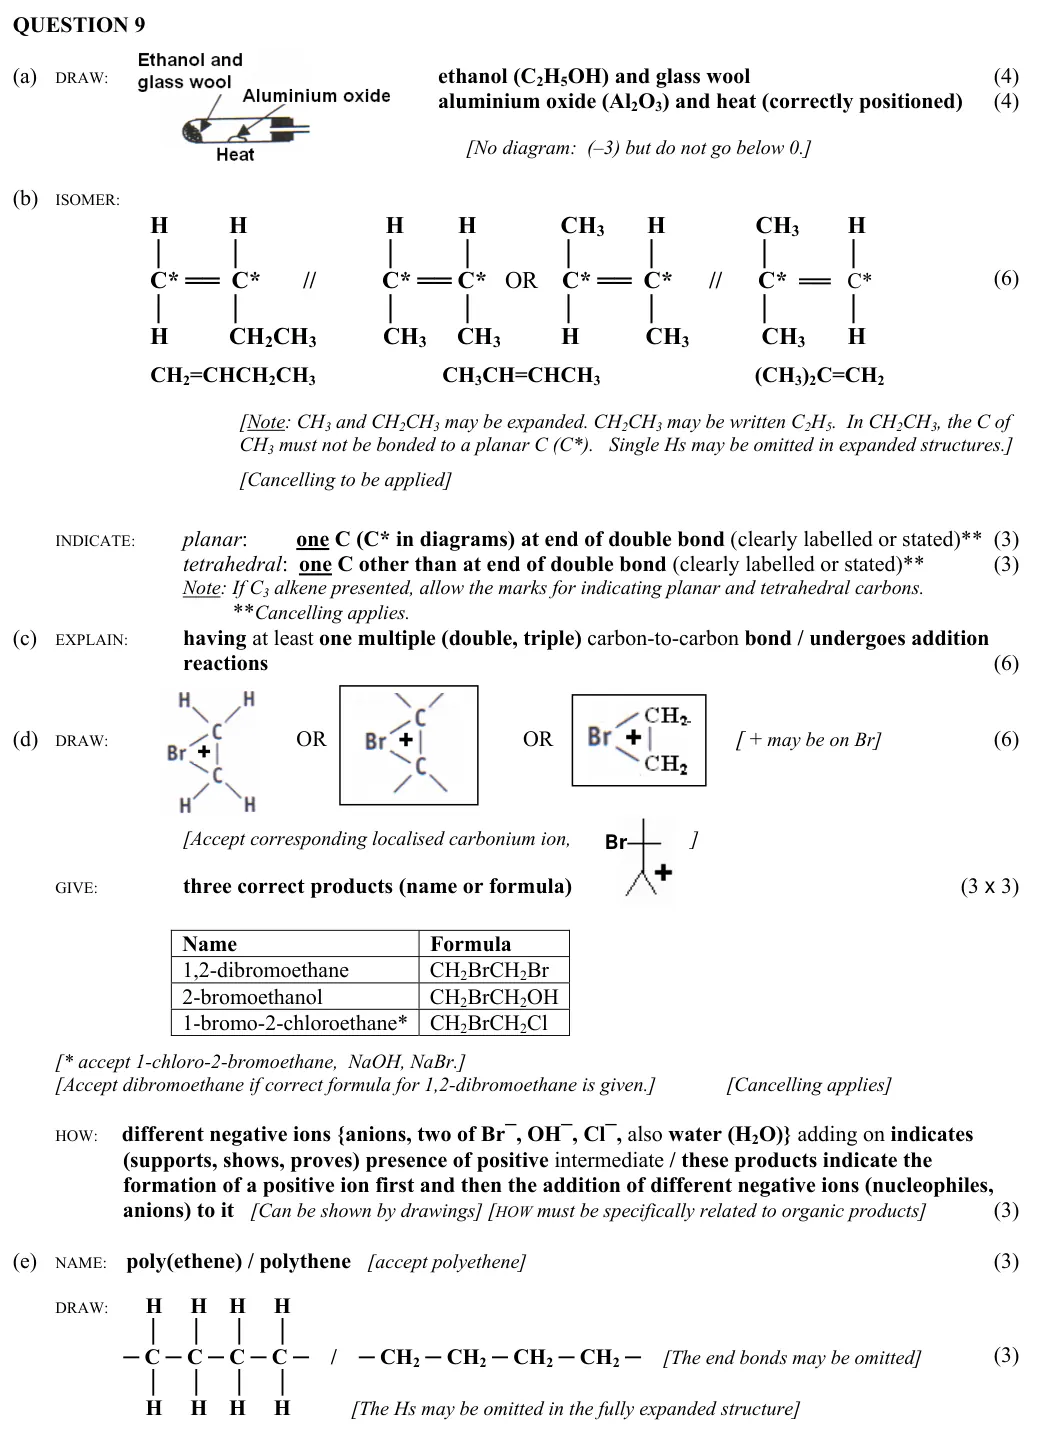 QUESTION 9
(a) DRAW: Ethanol and glass wool Aluminium oxide Heat
ethanol (C₂H₅OH) and glass wool (4)
aluminium oxide (Al₂O₃) and heat (correctly positioned) (4)
[No diagram: (–3) but do not go below 0.]
(b) ISOMER:
H H H H CH₃ H CH₃ H
C* ═ C* // C* ═ C* OR C* ═ C* // C* ═ C* (6)
H CH₂CH₃ CH₃ CH₃ H CH₃ CH₃ H
CH₂=CHCH₂CH₃ CH₃CH=CHCH₃ (CH₃)₂C=CH₂
[Note: CH₃ and CH₂CH₃ may be expanded. CH₂CH₃ may be written C₂H₅. In CH₂CH₃, the C of
CH₃ must not be bonded to a planar C (C*). Single Hs may be omitted in expanded structures.]
[Cancelling to be applied]
INDICATE: planar: one C (C* in diagrams) at end of double bond (clearly labelled or stated)** (3)
tetrahedral: one C other than at end of double bond (clearly labelled or stated)** (3)
Note: If C₃ alkene presented, allow the marks for indicating planar and tetrahedral carbons.
**Cancelling applies.
(c) EXPLAIN: having at least one multiple (double, triple) carbon-to-carbon bond / undergoes addition
reactions (6)
H H
C C CH₂-
(d) DRAW: Br + OR Br + OR Br + [ + may be on Br] (6)
C C CH₂
H H
[Accept corresponding localised carbonium ion, Br + ]
GIVE: three correct products (name or formula) (3 x 3)
Name Formula
1,2-dibromoethane CH₂BrCH₂Br
2-bromoethanol CH₂BrCH₂OH
1-bromo-2-chloroethane* CH₂BrCH₂Cl
[* accept 1-chloro-2-bromoethane, NaOH, NaBr.]
[Accept dibromoethane if correct formula for 1,2-dibromoethane is given.] [Cancelling applies]
HOW: different negative ions {anions, two of Br⁻, OH⁻, Cl⁻, also water (H₂O)} adding on indicates
(supports, shows, proves) presence of positive intermediate / these products indicate the
formation of a positive ion first and then the addition of different negative ions (nucleophiles,
anions) to it [Can be shown by drawings] [HOW must be specifically related to organic products] (3)
(e) NAME: poly(ethene) / polythene [accept polyethene] (3)
DRAW: H H H H
– C – C – C – C – / – CH₂ – CH₂ – CH₂ – CH₂ – [The end bonds may be omitted] (3)
H H H H [The Hs may be omitted in the fully expanded structure]